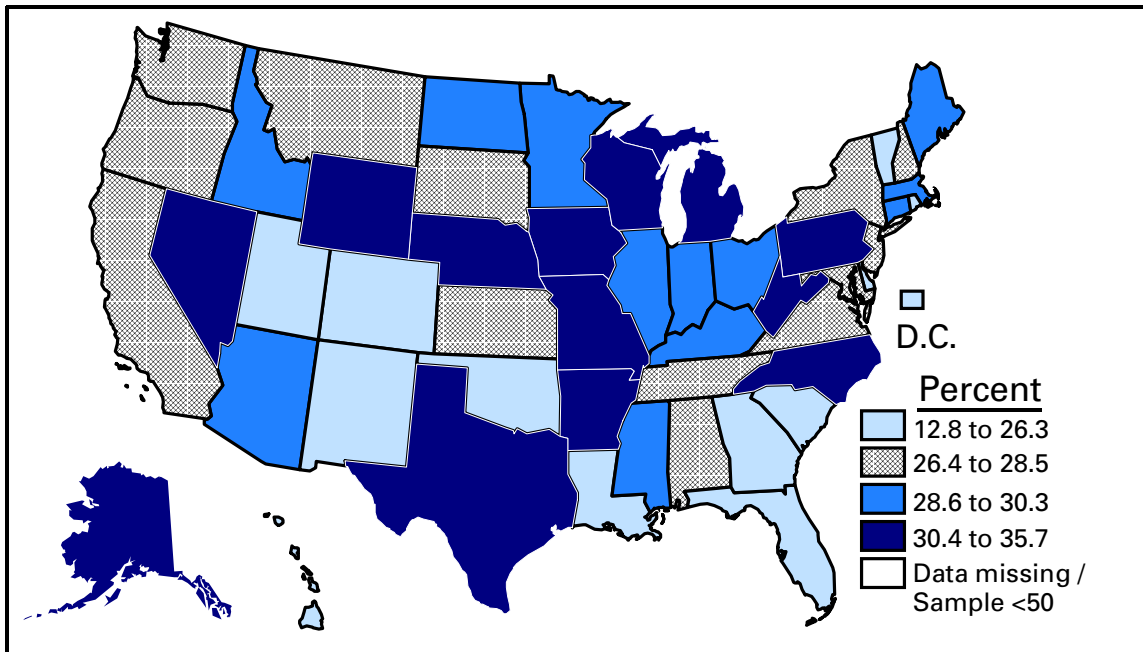 D.C.
Percent
12.8 to 26.3
26.4 to 28.5
28.6 to 30.3
30.4 to 35.7
Data missing /
Sample <50